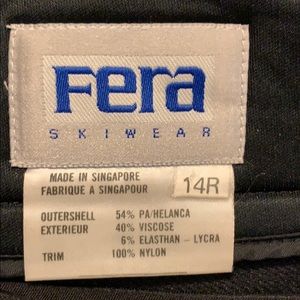 Fera
SKIWEAR
MADE IN SINGAPORE
FABRIQUE A SINGAPOUR
14R
OUTERSHELL 54% PA/HELANCA
EXTERIEUR 40% VISCOSE
6% ELASTHAN - LYCRA
TRIM 100% NYLON